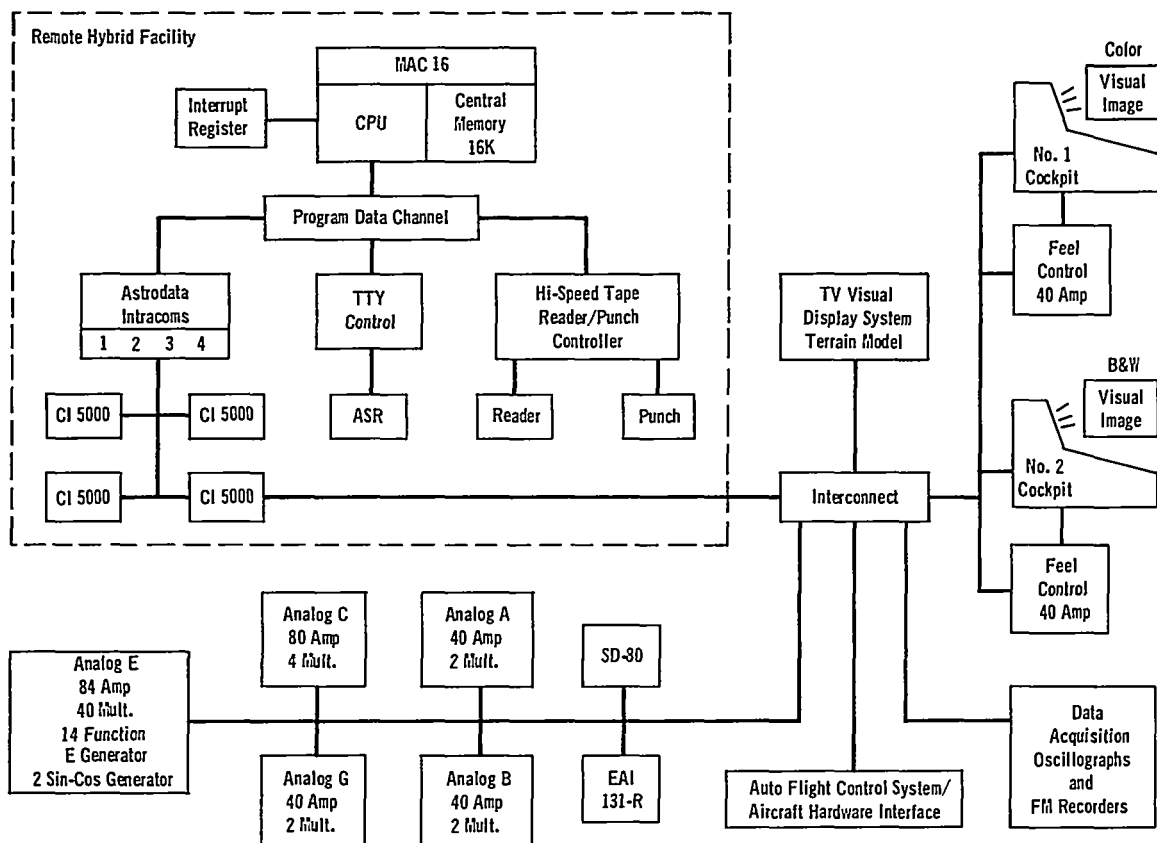 Remote Hybrid Facility
MAC 16
CPU
Central
Memory
16K
Interrupt
Register
Program Data Channel
Astrodata
Intracoms
1 2 3 4
TTY
Control
Hi-Speed Tape
Reader/Punch
Controller
CI 5000
CI 5000
ASR
Reader
Punch
CI 5000
CI 5000
TV Visual
Display System
Terrain Model
Interconnect
Color
Visual
Image
No. 1
Cockpit
Feel
Control
40 Amp
B&W
Visual
Image
No. 2
Cockpit
Feel
Control
40 Amp
Analog E
84 Amp
40 Mult.
14 Function
E Generator
2 Sin-Cos Generator
Analog C
80 Amp
4 Mult.
Analog A
40 Amp
2 Mult.
SD-80
Analog G
40 Amp
2 Mult.
Analog B
40 Amp
2 Mult.
EAI
131-R
Auto Flight Control System/
Aircraft Hardware Interface
Data
Acquisition
Oscillographs
and
FM Recorders